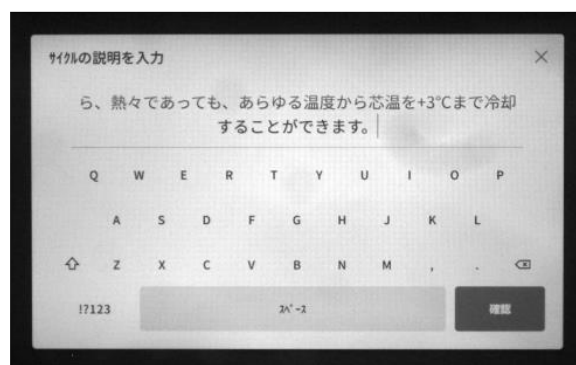 ｻｲｸﾙの説明を入力
ら、熱々であっても、あらゆる温度から芯温を+3°Cまで冷却
することができます。
Q W E R T Y U I O P
A S D F G H J K L
Z X C V B N M , .
!?123 ｽﾍﾟｰｽ 確認